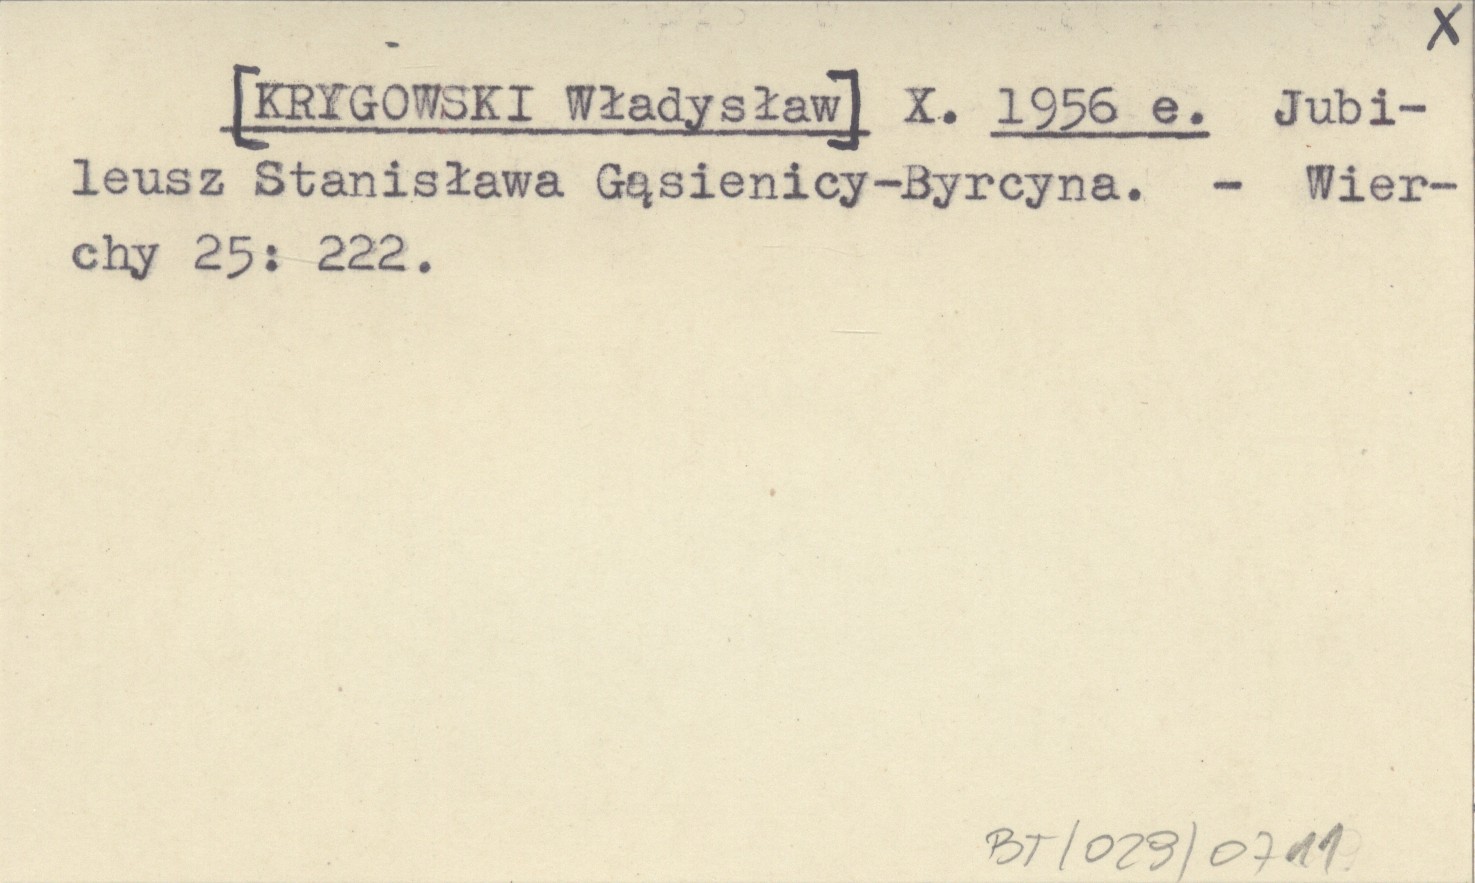 X
[KRYGOWSKI Władysław] X. 1956 e. Jubi-
leusz Stanisława Gąsienicy-Byrcyna. - Wier-
chy 25: 222.
BT/029/0711